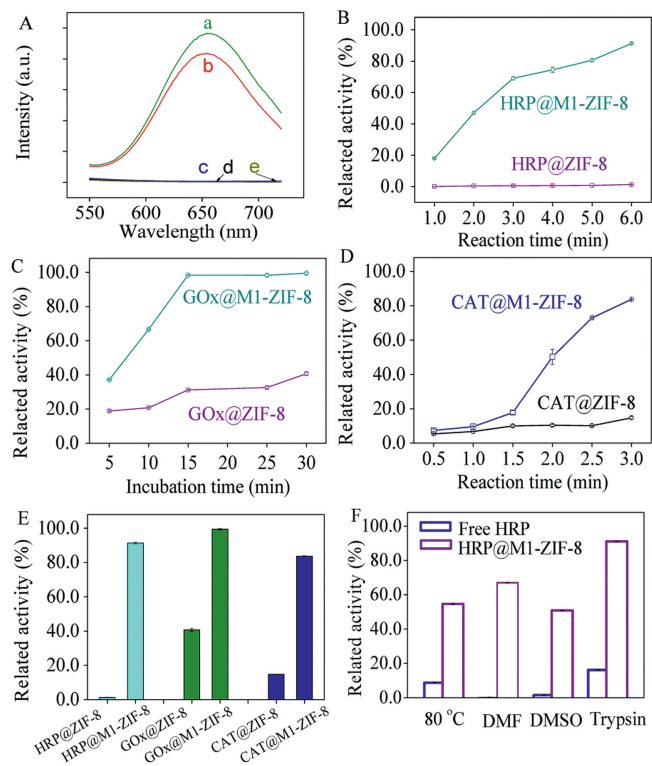 A
Intensity (a.u.)
a
b
c d e
550 600 650 700
Wavelength (nm)
B
Relacted activity (%)
100.0
80.0
60.0
40.0
20.0
0.0
HRP@M1-ZIF-8
HRP@ZIF-8
1.0 2.0 3.0 4.0 5.0 6.0
Reaction time (min)
C
Relacted activity (%)
100.0
80.0
60.0
40.0
20.0
0.0
GOx@M1-ZIF-8
GOx@ZIF-8
5 10 15 20 25 30
Incubation time (min)
D
Related activity (%)
100.0
80.0
60.0
40.0
20.0
0.0
CAT@M1-ZIF-8
CAT@ZIF-8
0.5 1.0 1.5 2.0 2.5 3.0
Reaction time (min)
E
Related activity (%)
100.0
80.0
60.0
40.0
20.0
0.0
HRP@ZIF-8
HRP@M1-ZIF-8
GOx@ZIF-8
GOx@M1-ZIF-8
CAT@ZIF-8
CAT@M1-ZIF-8
F
Related activity (%)
100.0
80.0
60.0
40.0
20.0
0.0
Free HRP
HRP@M1-ZIF-8
80 °C DMF DMSO Trypsin